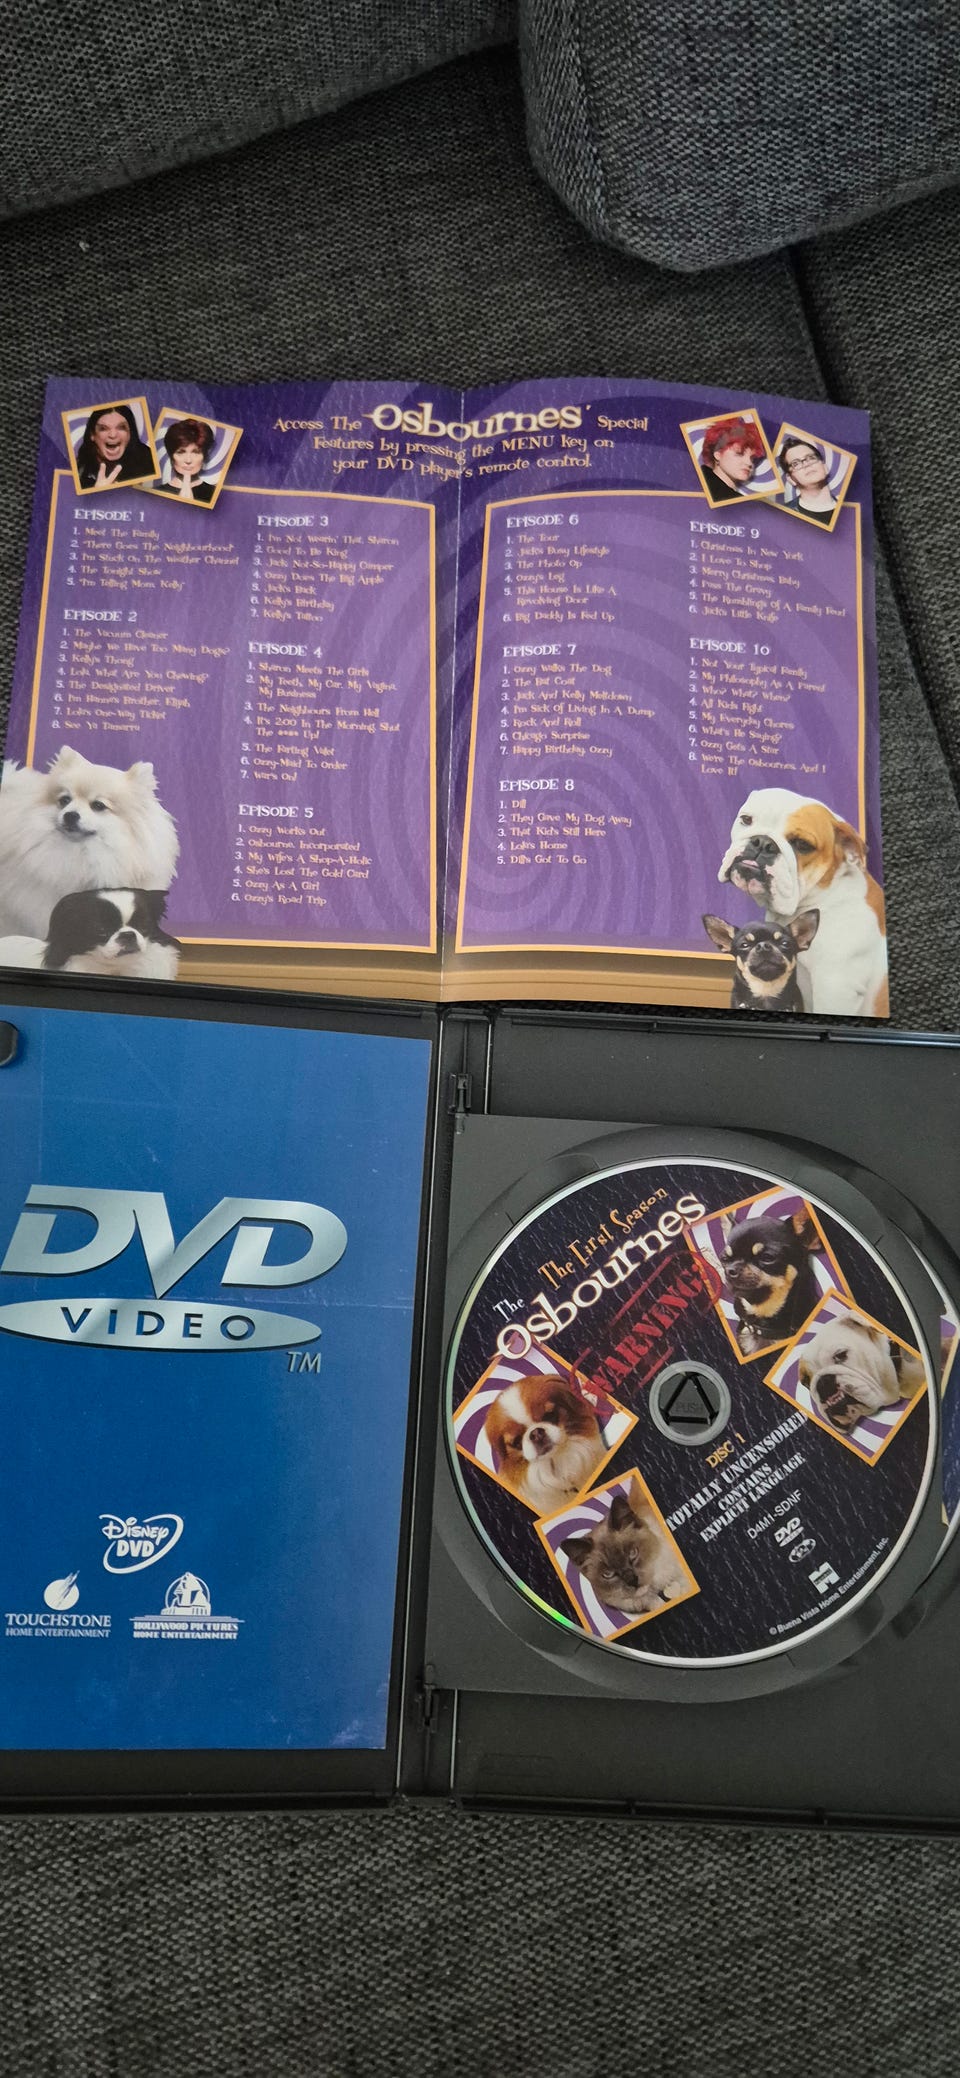 Access The Osbournes' Special
Features by pressing the MENU key on
your DVD player's remote control.
EPISODE 1
1. Meet The Family
2. "There Goes The Neighbourhood"
3. I'm Stuck On The Weather Channel
4. The Tonight Show
5. "I'm Telling Mom, Kelly"
EPISODE 2
1. The Vacuum Cleaner
2. Maybe We Have Too Many Dogs?
3. Kelly's Thong
4. Lola, What Are You Chewing?
5. The Designated Driver
6. I'm Hanna's Brother, Elijah
7. Lola's One-Way Ticket
8. See Ya Tamarra
EPISODE 3
1. I'm Not Wearin' That, Sharon
2. Good To Be King
3. Jack: Not-So-Happy Camper
4. Ozzy Does The Big Apple
5. Jack's Back
6. Kelly's Birthday
7. Kelly's Tattoo
EPISODE 4
1. Sharon Meets The Girls
2. My Teeth, My Car, My Vagina,
My Business
3. The Neighbours From Hell
4. It's 2:00 In The Morning, Shut
The **** Up!
5. The Farting Valet
6. Ozzy-Maid To Order
7. War's On!
EPISODE 5
1. Ozzy Works Out
2. Osbourne, Incorporated
3. My Wife's A Shop-A-Holic
4. She's Lost The Gold Card
5. Ozzy As A Girl
6. Ozzy's Road Trip
EPISODE 6
1. The Tour
2. Jack's Busy Lifestyle
3. The Photo Op
4. Ozzy's Leg
5. This House Is Like A
Revolving Door
6. Big Daddy Is Fed Up
EPISODE 7
1. Ozzy Walks The Dog
2. The Bat Coat
3. Jack And Kelly Meltdown
4. I'm Sick Of Living In A Dump
5. Rock And Roll
6. Chicago Surprise
7. Happy Birthday, Ozzy
EPISODE 8
1. Dill
2. They Gave My Dog Away
3. That Kid's Still Here
4. Lola's Home
5. Dill's Got To Go
EPISODE 9
1. Christmas In New York
2. I Love To Shop
3. Merry Christmas, Baby
4. Pass The Gravy
5. The Rumblings Of A Family Feud
6. Jack's Little Knife
EPISODE 10
1. Not Your Typical Family
2. My Philosophy As A Parent
3. Who? What? Where?
4. All Kids Fight
5. My Everyday Chores
6. What's He Saying?
7. Ozzy Gets A Star
8. We're The Osbournes, And I
Love It!
DVD
VIDEO
TM
Disney
DVD
TOUCHSTONE
HOME ENTERTAINMENT
HOLLYWOOD PICTURES
HOME ENTERTAINMENT
The First Season
The Osbournes
WARNING:
PUSH
DISC 1
TOTALLY UNCENSORED
CONTAINS
EXPLICIT LANGUAGE
D4M1-SDNF
DVD
© Buena Vista Home Entertainment, Inc.